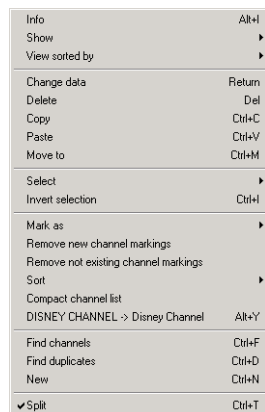 Info Alt+I
Show
View sorted by
Change data Return
Delete Del
Copy Ctrl+C
Paste Ctrl+V
Move to Ctrl+M
Select
Invert selection Ctrl+I
Mark as
Remove new channel markings
Remove not existing channel markings
Sort
Compact channel list
DISNEY CHANNEL -> Disney Channel Alt+Y
Find channels Ctrl+F
Find duplicates Ctrl+D
New Ctrl+N
Split Ctrl+T